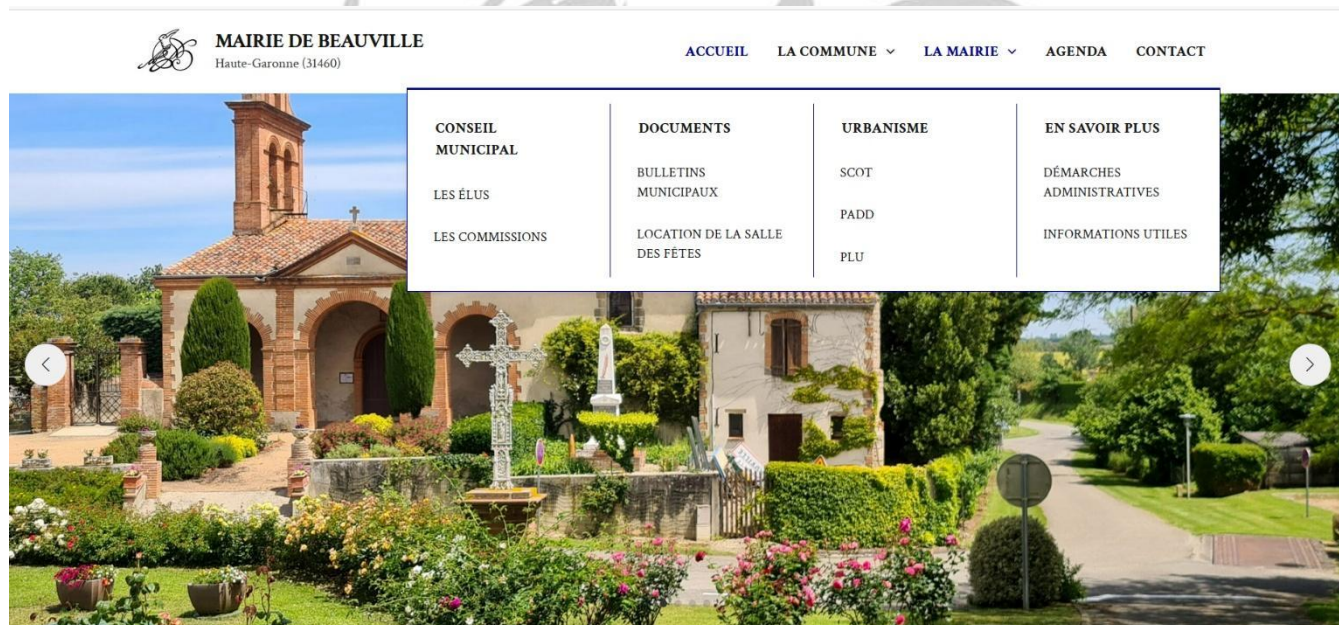 MAIRIE DE BEAUVILLE
Haute-Garonne (31460)
ACCUEIL LA COMMUNE LA MAIRIE AGENDA CONTACT
CONSEIL
MUNICIPAL
LES ÉLUS
LES COMMISSIONS
DOCUMENTS
BULLETINS
MUNICIPAUX
LOCATION DE LA SALLE
DES FÊTES
URBANISME
SCOT
PADD
PLU
EN SAVOIR PLUS
DÉMARCHES
ADMINISTRATIVES
INFORMATIONS UTILES